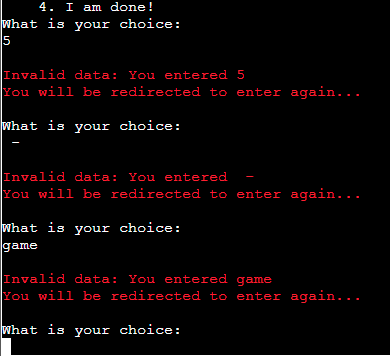 4. I am done!
What is your choice:
5
Invalid data: You entered 5
You will be redirected to enter again...
What is your choice:
-
Invalid data: You entered  -
You will be redirected to enter again...
What is your choice:
game
Invalid data: You entered game
You will be redirected to enter again...
What is your choice: